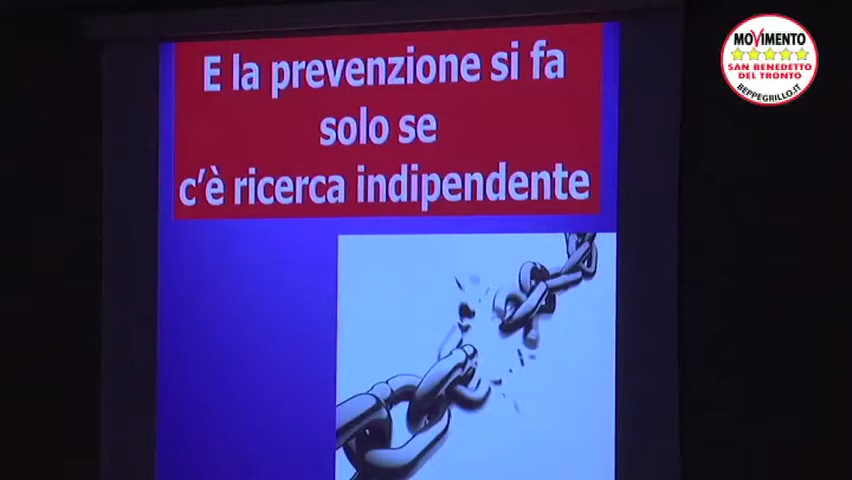 E la prevenzione si fa
solo se
c'è ricerca indipendente
MOVIMENTO
SAN BENEDETTO
DEL TRONTO
BEPPEGRILLO.IT